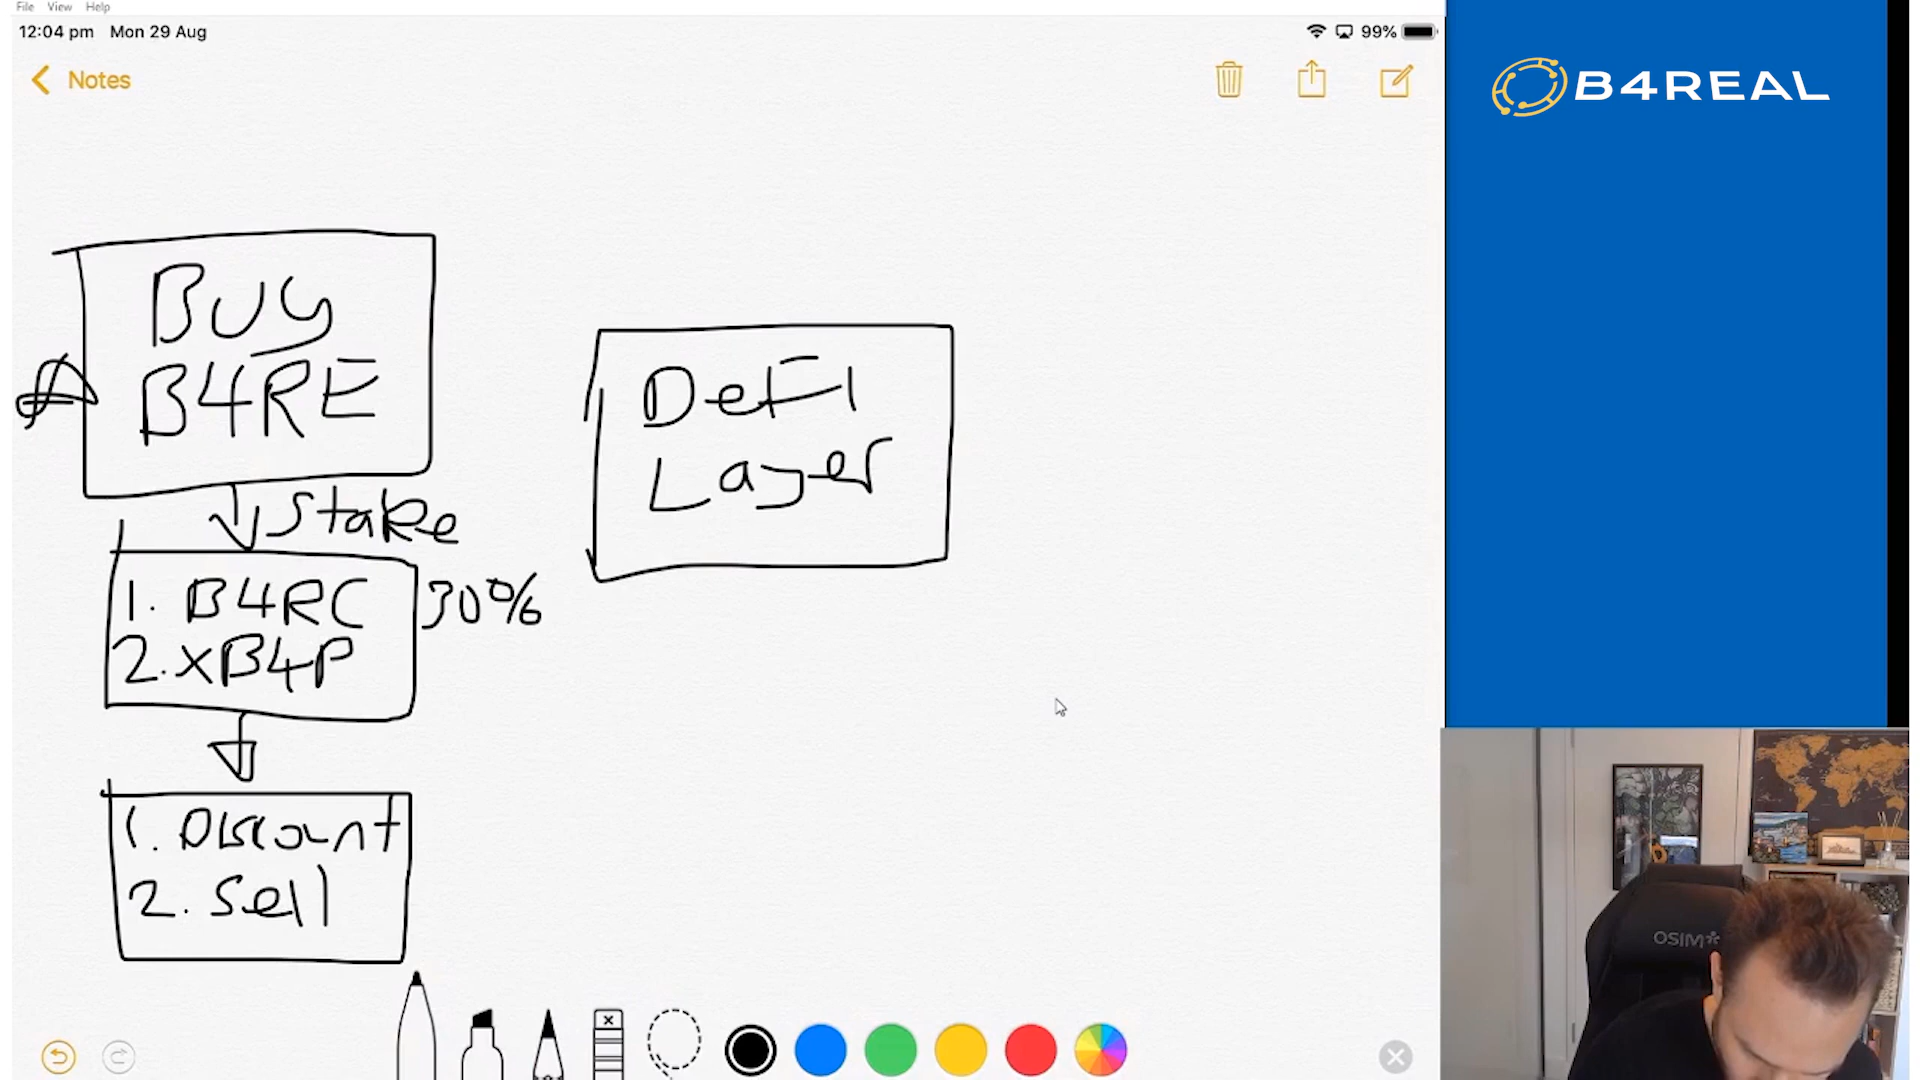 File View Help
12:04 pm Mon 29 Aug
99%
Notes
B4REAL
BUy
B4RE
Stake
1. B4RC
30%
2. xB4P
1. Discount
2. Sell
DeFi
Layer
OSIM